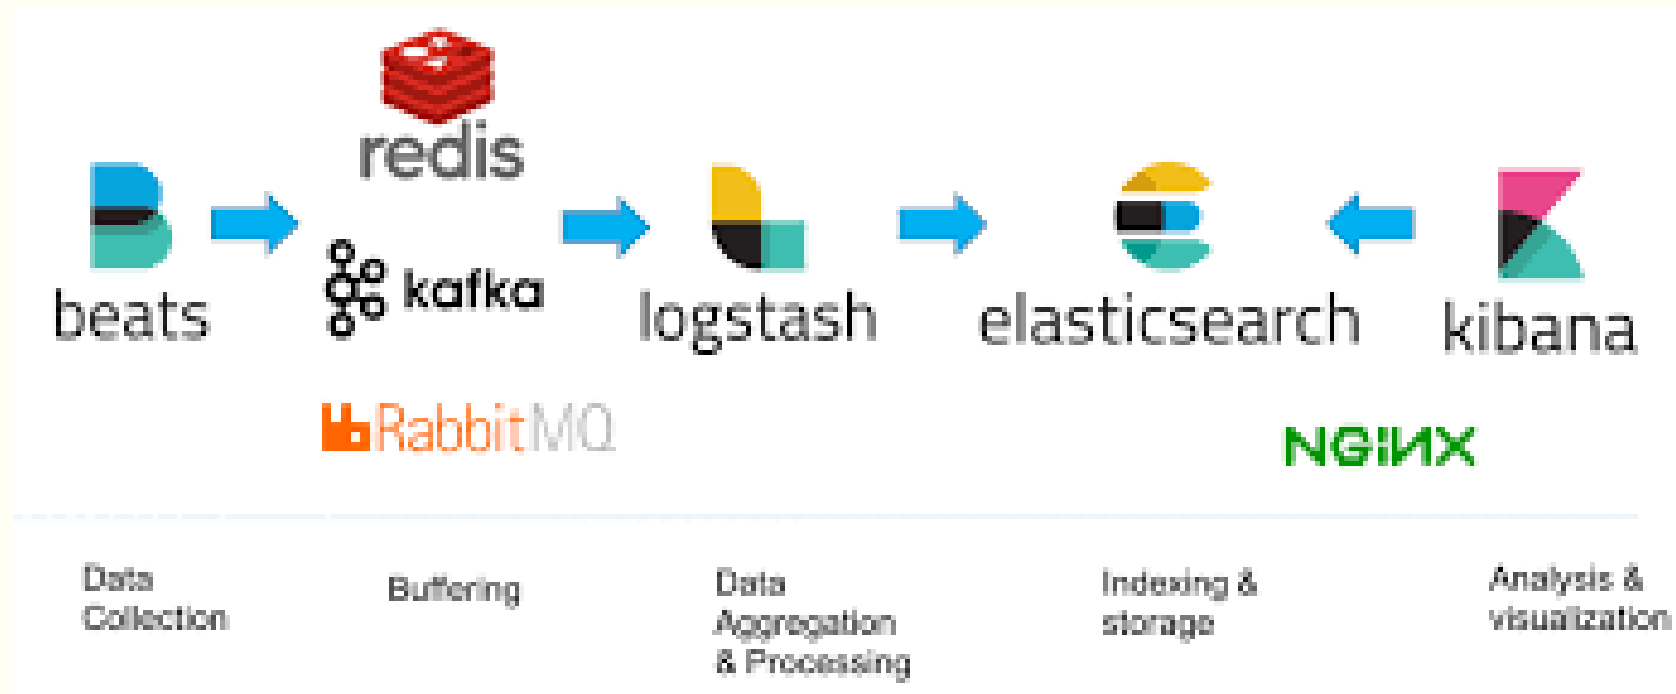 redis
beats
kafka
logstash
elasticsearch
kibana
RabbitMQ
NGINX
Data
Collection
Buffering
Data
Aggregation
& Processing
Indexing &
storage
Analysis &
visualization